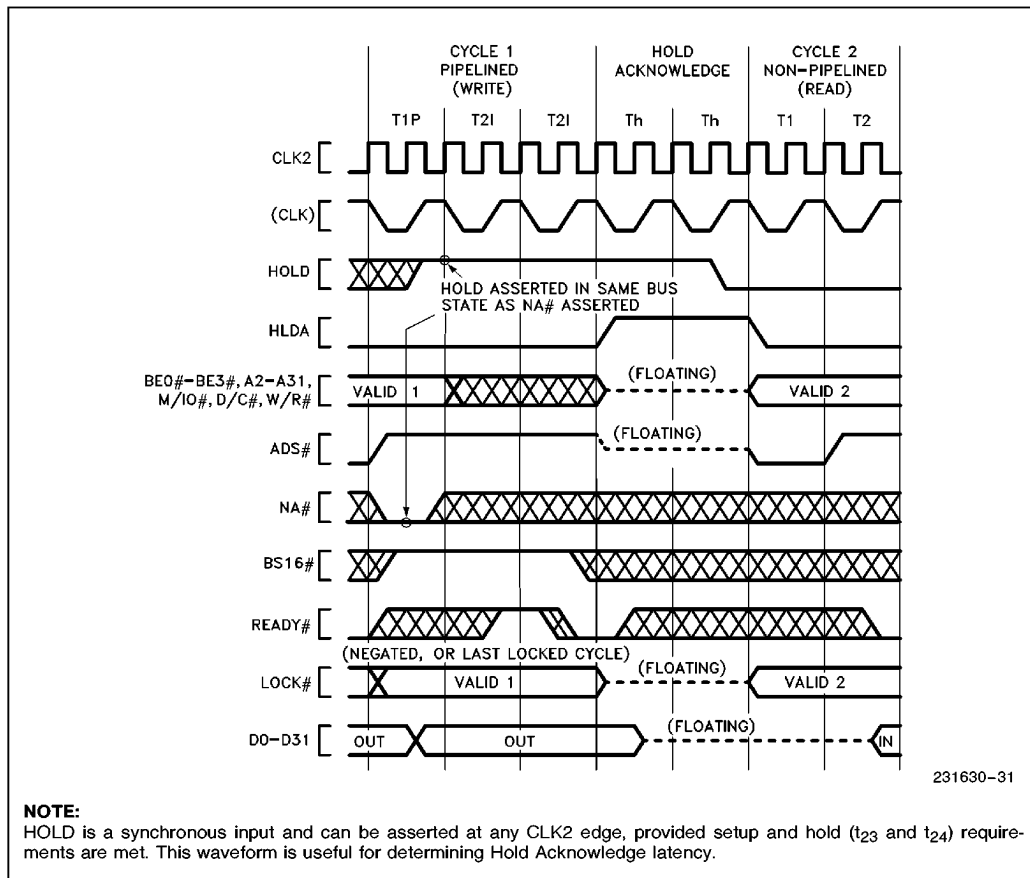 CYCLE 1
PIPELINED
(WRITE)
HOLD
ACKNOWLEDGE
CYCLE 2
NON-PIPELINED
(READ)
T1P
T2I
T2I
Th
Th
T1
T2
CLK2
(CLK)
HOLD
HOLD ASSERTED IN SAME BUS
STATE AS NA# ASSERTED
HLDA
BE0#-BE3#, A2-A31,
M/IO#, D/C#, W/R#
VALID 1
(FLOATING)
VALID 2
ADS#
(FLOATING)
NA#
BS16#
READY#
(NEGATED, OR LAST LOCKED CYCLE)
LOCK#
VALID 1
(FLOATING)
VALID 2
D0-D31
OUT
OUT
(FLOATING)
IN
231630-31
NOTE:
HOLD is a synchronous input and can be asserted at any CLK2 edge, provided setup and hold (t23 and t24) require-
ments are met. This waveform is useful for determining Hold Acknowledge latency.